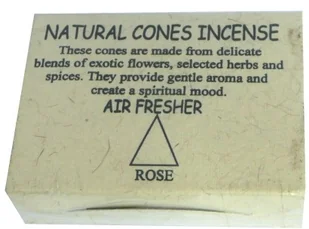 NATURAL CONES INCENSE
These cones are made from delicate
blends of exotic flowers, selected herbs and
spices. They provide gentle aroma and
create a spiritual mood.
AIR FRESHER
ROSE